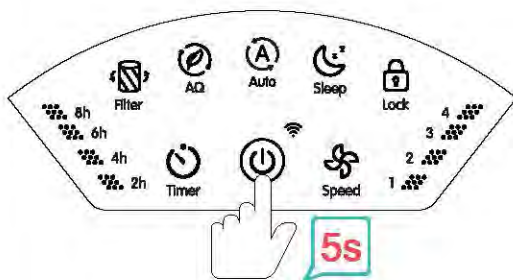 Filter
AQ
Auto
Sleep
Lock
8h
6h
4h
2h
4
3
2
1
Timer
Speed
5s